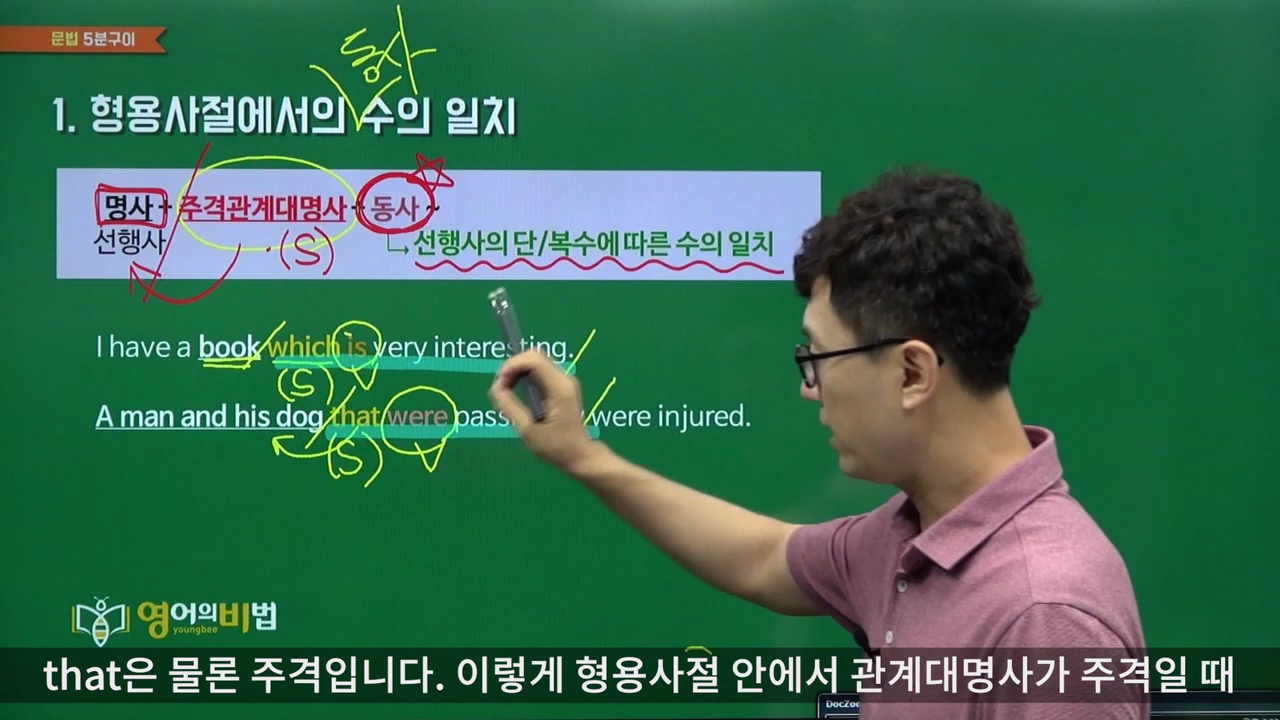 문법 5분구이
동사
1. 형용사절에서의 수의 일치
명사 + 주격관계대명사 + 동사 ~
선행사 (S) 선행사의 단/복수에 따른 수의 일치
I have a book which is very interesting.
(S) V
A man and his dog that were pass were injured.
(S) V
영어의비법
youngbee
that은 물론 주격입니다. 이렇게 형용사절 안에서 관계대명사가 주격일 때